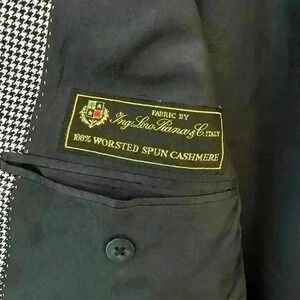 FABRIC BY
Ing. Loro Piana & C. ITALY
100% WORSTED SPUN CASHMERE